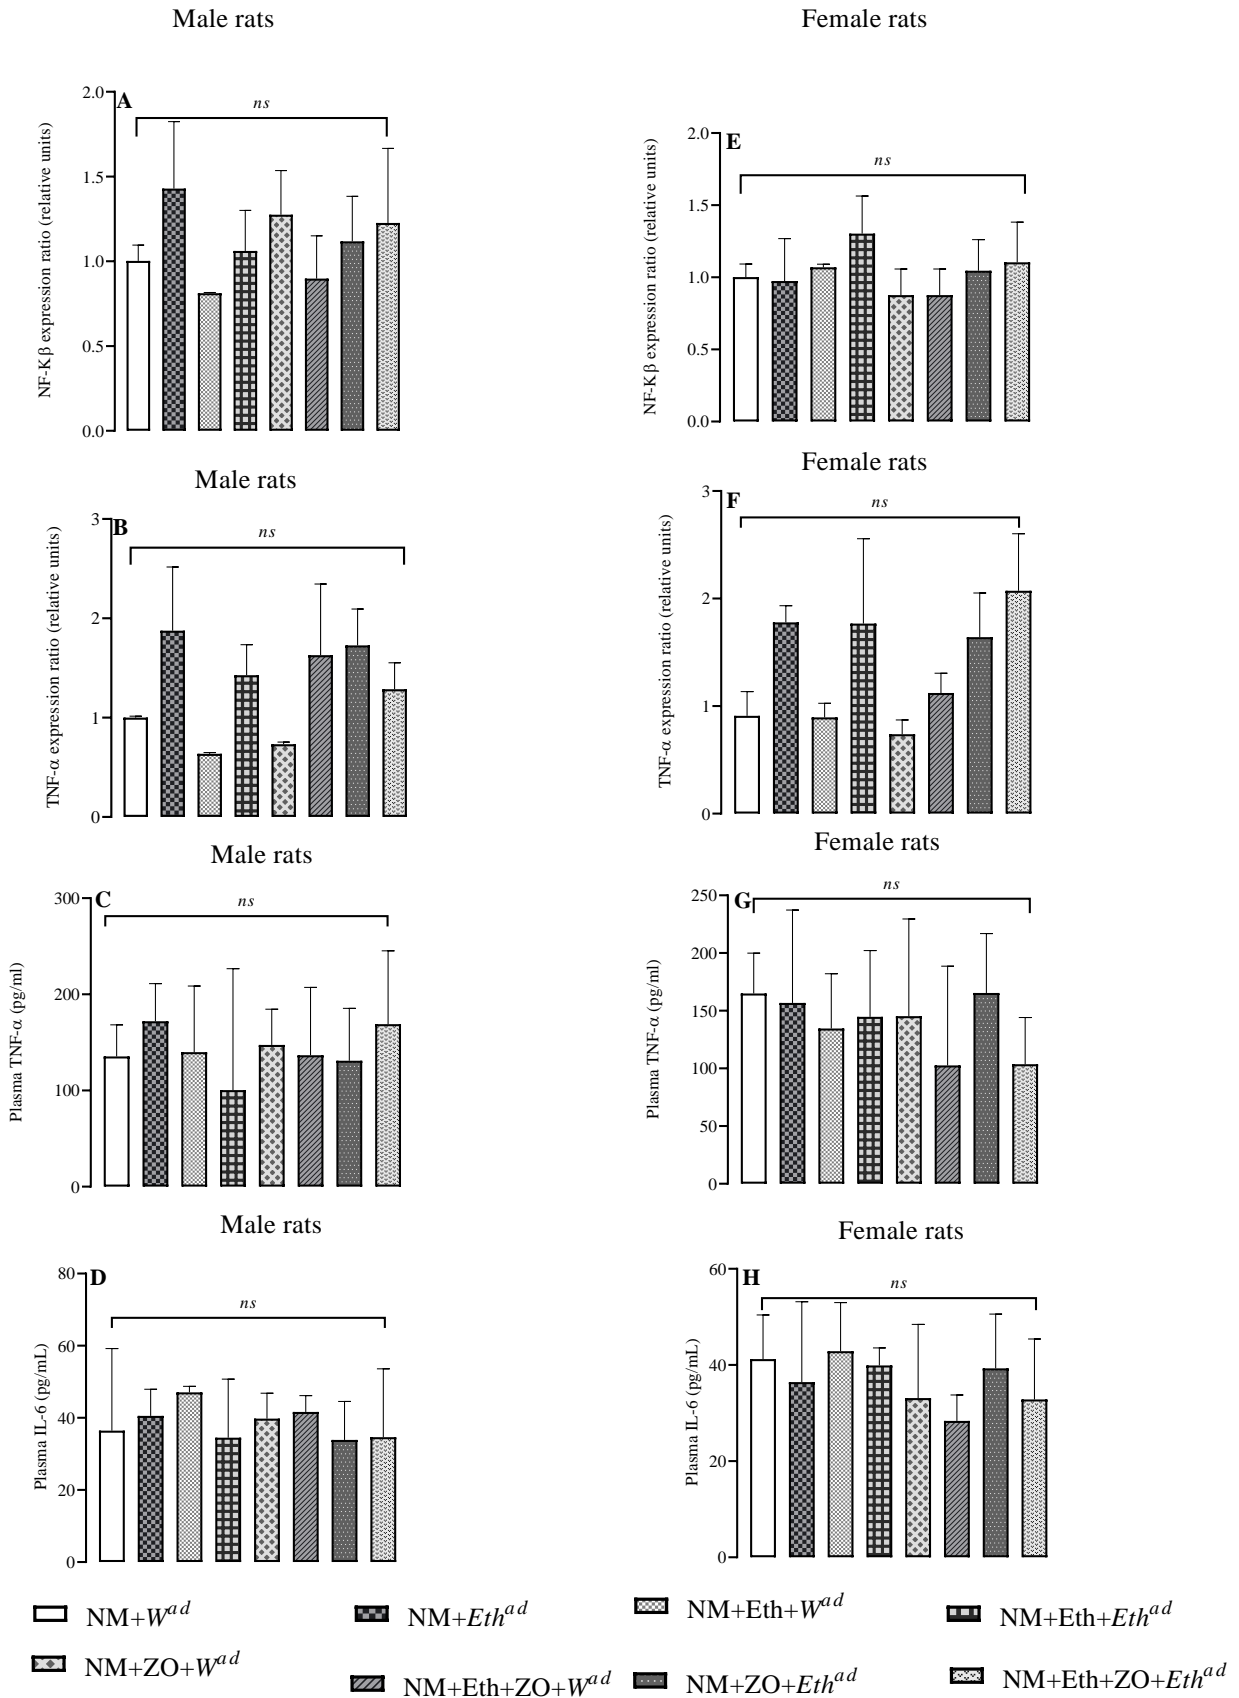 Male rats
Female rats
A
ns
NF-Kβ expression ratio (relative units)
2.0
1.5
1.0
0.5
0.0
E
ns
NF-Kβ expression ratio (relative units)
2.0
1.5
1.0
0.5
0.0
Male rats
Female rats
B
ns
TNF-α expression ratio (relative units)
3
2
1
0
F
ns
TNF-α expression ratio (relative units)
3
2
1
0
Male rats
Female rats
C
ns
Plasma TNF-α (pg/ml)
300
200
100
0
G
ns
Plasma TNF-α (pg/ml)
250
200
150
100
50
0
Male rats
Female rats
D
ns
Plasma IL-6 (pg/mL)
80
60
40
20
0
H
ns
Plasma IL-6 (pg/mL)
60
40
20
0
NM+W^ad
NM+Eth^ad
NM+Eth+W^ad
NM+Eth+Eth^ad
NM+ZO+W^ad
NM+Eth+ZO+W^ad
NM+ZO+Eth^ad
NM+Eth+ZO+Eth^ad